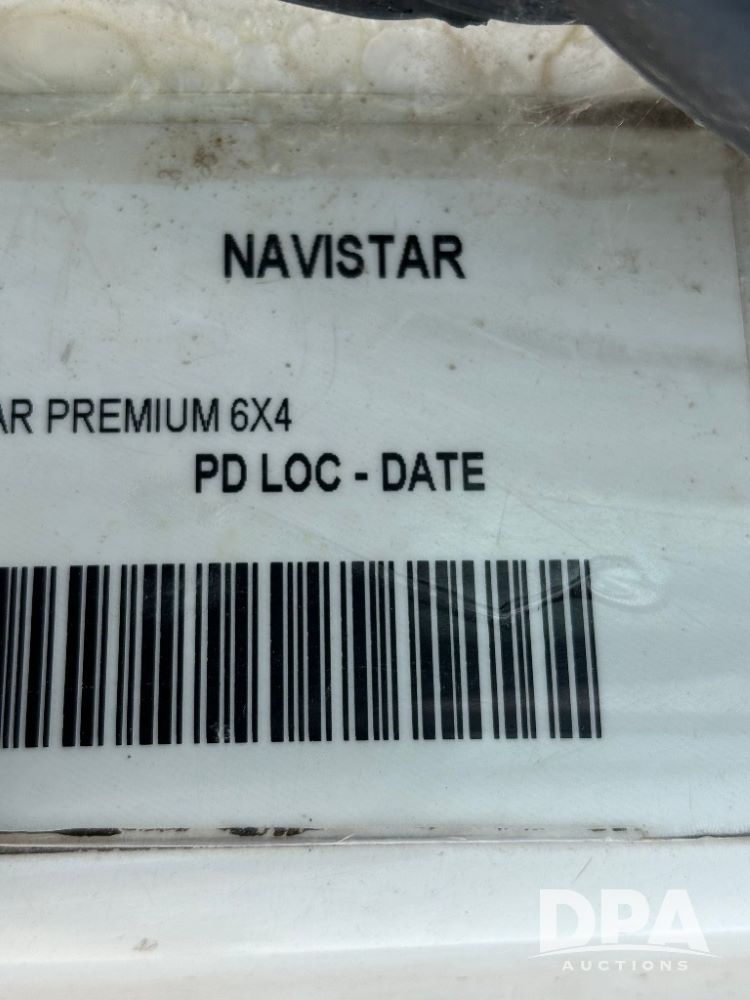 NAVISTAR
AR PREMIUM 6X4
PD LOC - DATE
DPA
AUCTIONS